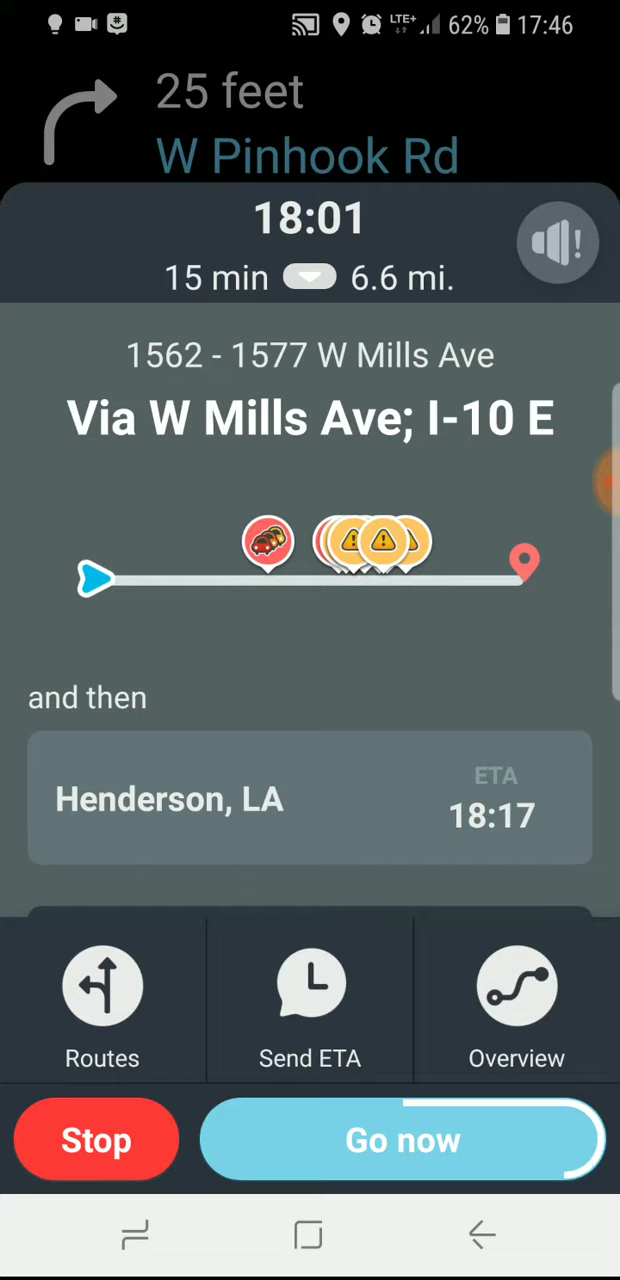 LTE+ 62% 17:46
25 feet
W Pinhook Rd
18:01
15 min 6.6 mi.
1562 - 1577 W Mills Ave
Via W Mills Ave; I-10 E
and then
ETA
Henderson, LA
18:17
Routes Send ETA Overview
Stop Go now